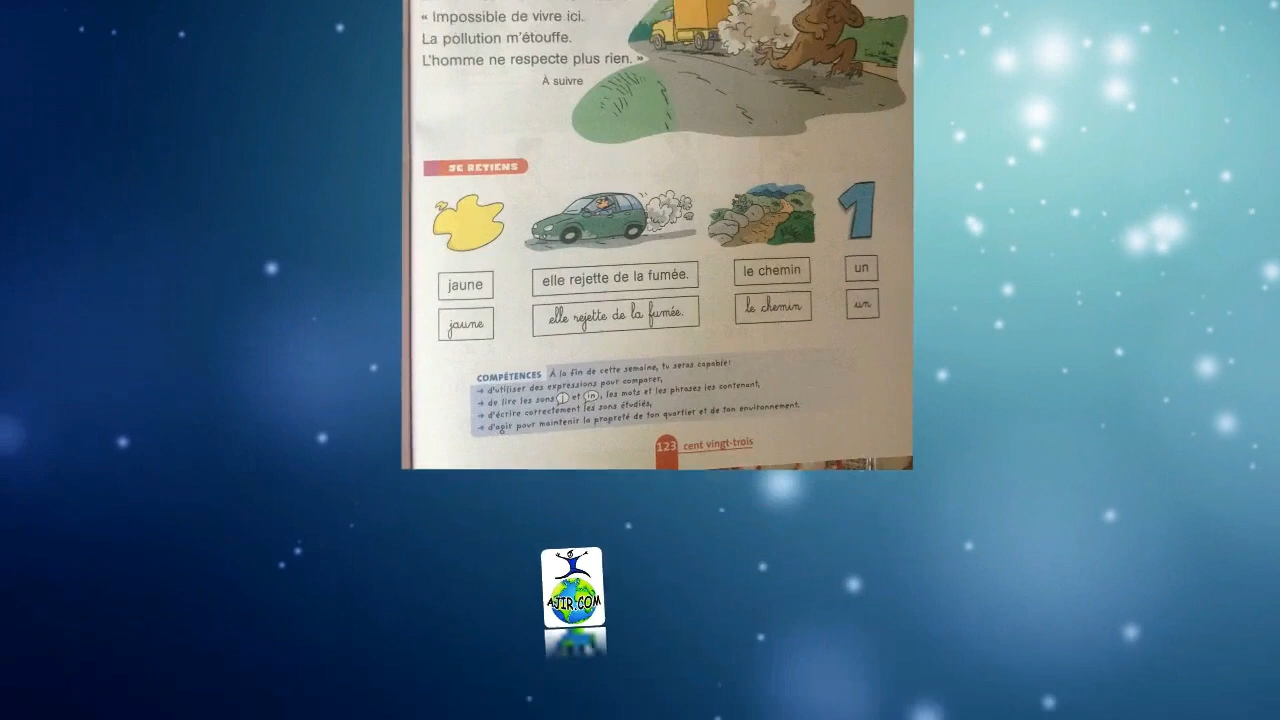 « Impossible de vivre ici.
La pollution m'étouffe.
L'homme ne respecte plus rien. »
À suivre
JE RETIENS
jaune
elle rejette de la fumée.
le chemin
un
jaune
elle rejette de la fumée.
le chemin
un
COMPÉTENCES À la fin de cette semaine, tu seras capable:
→ d'utiliser des expressions pour comparer,
→ de lire les sons j et in, les mots et les phrases les contenant,
→ d'écrire correctement les sons étudiés,
→ d'agir pour maintenir la propreté de ton quartier et de ton environnement.
123 cent vingt-trois
AJIR.COM